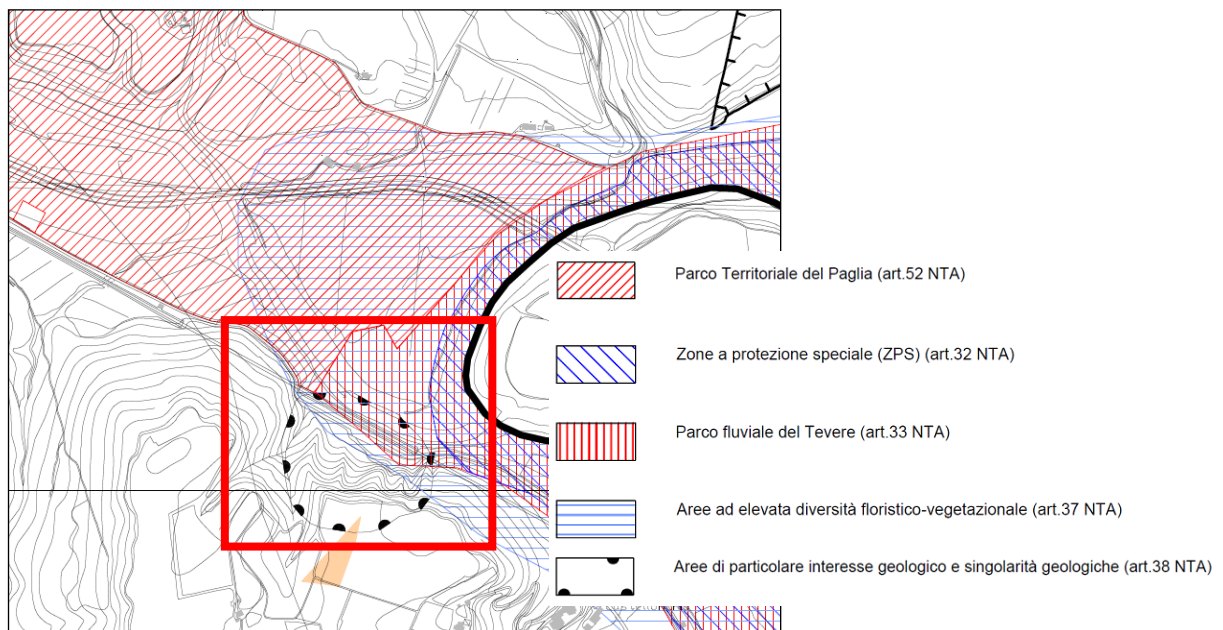 Parco Territoriale del Paglia (art.52 NTA)
Zone a protezione speciale (ZPS) (art.32 NTA)
Parco fluviale del Tevere (art.33 NTA)
Aree ad elevata diversità floristico-vegetazionale (art.37 NTA)
Aree di particolare interesse geologico e singolarità geologiche (art.38 NTA)